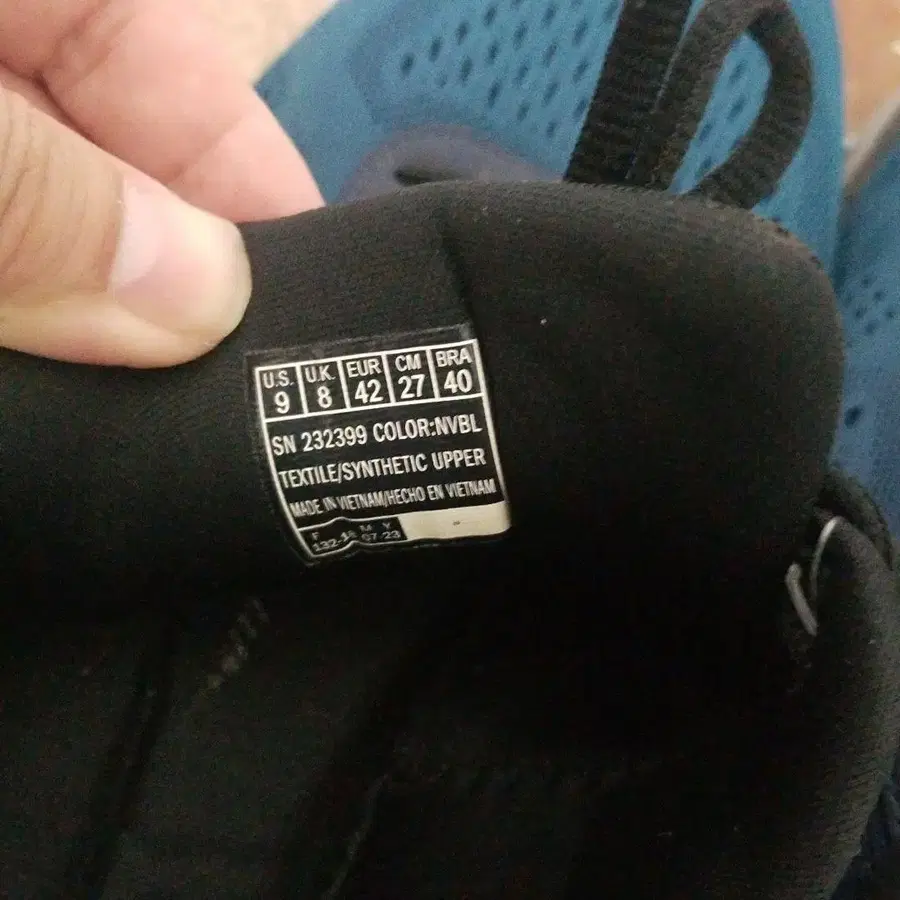 U.S. U.K. EUR CM BRA
9 8 42 27 40
SN 232399 COLOR:NVBL
TEXTILE/SYNTHETIC UPPER
MADE IN VIETNAM/HECHO EN VIETNAM
F M Y
07-23